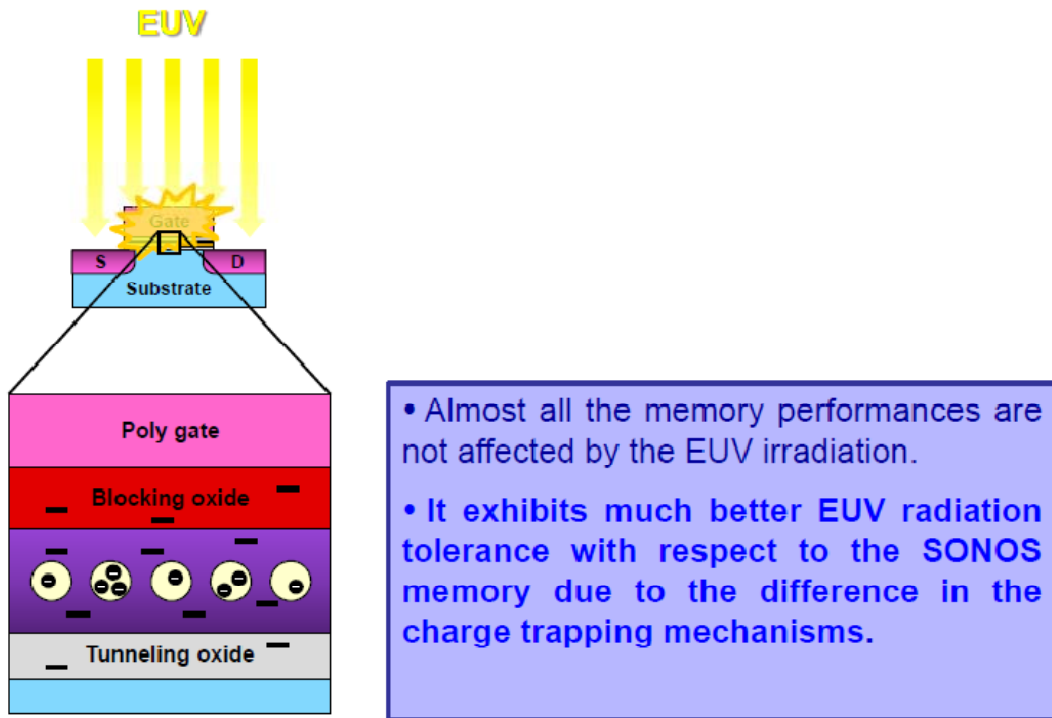 EUV
Gate
S
D
Substrate
Poly gate
Blocking oxide
Tunneling oxide
• Almost all the memory performances are
not affected by the EUV irradiation.
• It exhibits much better EUV radiation
tolerance with respect to the SONOS
memory due to the difference in the
charge trapping mechanisms.